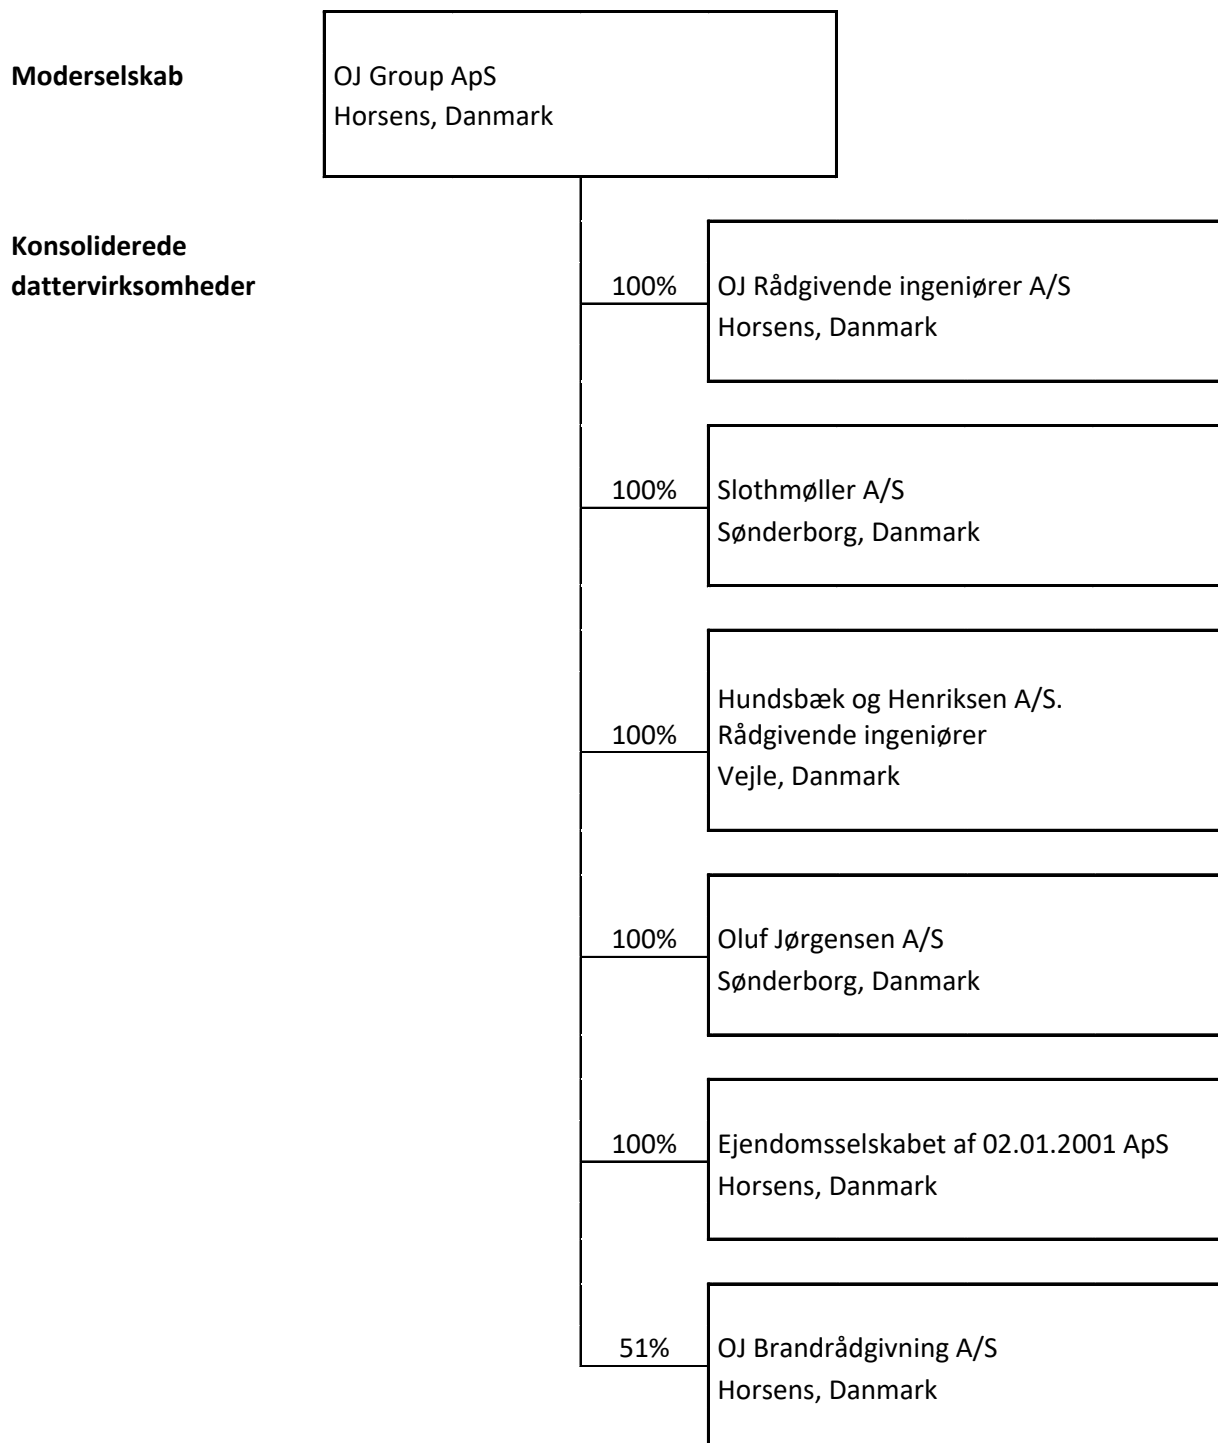 Moderselskab
OJ Group ApS
Horsens, Danmark
Konsoliderede
dattervirksomheder
100%
OJ Rådgivende ingeniører A/S
Horsens, Danmark
100%
Slothmøller A/S
Sønderborg, Danmark
Hundsbæk og Henriksen A/S.
100%
Rådgivende ingeniører
Vejle, Danmark
100%
Oluf Jørgensen A/S
Sønderborg, Danmark
100%
Ejendomsselskabet af 02.01.2001 ApS
Horsens, Danmark
51%
OJ Brandrådgivning A/S
Horsens, Danmark